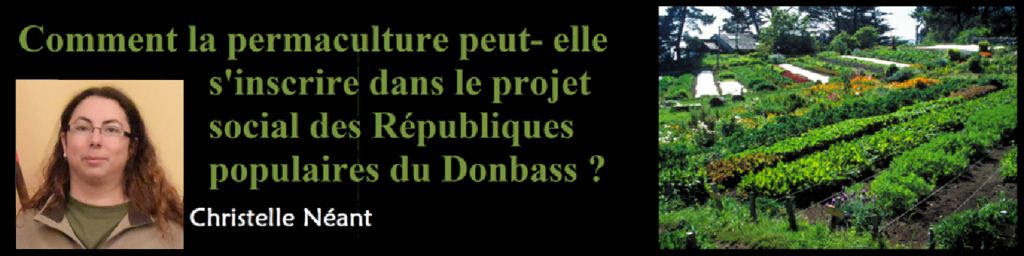 Comment la permaculture peut- elle
s'inscrire dans le projet
social des Républiques
populaires du Donbass ?
Christelle Néant